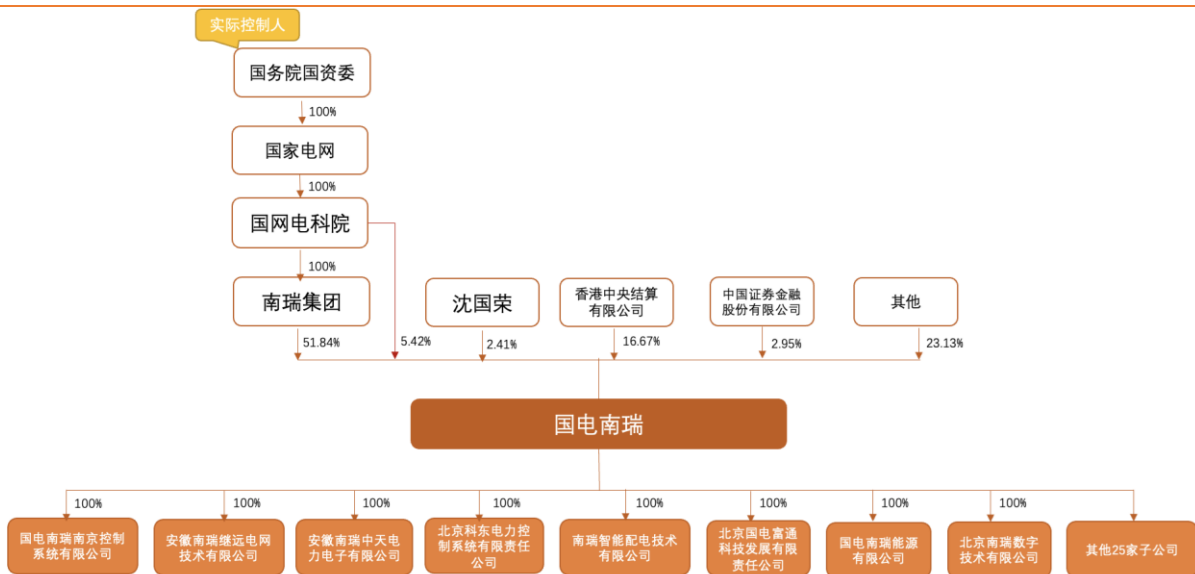 实际控制人
国务院国资委
100%
国家电网
100%
国网电科院
100%
南瑞集团
沈国荣
香港中央结算
有限公司
中国证券金融
股份有限公司
其他
51.84%
5.42%
2.41%
16.67%
2.95%
23.13%
国电南瑞
100%
100%
100%
100%
100%
100%
100%
100%
国电南瑞南京控制
系统有限公司
安徽南瑞继远电网
技术有限公司
安徽南瑞中天电
力电子有限公司
北京科东电力控
制系统有限责任
公司
南瑞智能配电技术
有限公司
北京国电富通
科技发展有限
责任公司
国电南瑞能源
有限公司
北京南瑞数字
技术有限公司
其他25家子公司